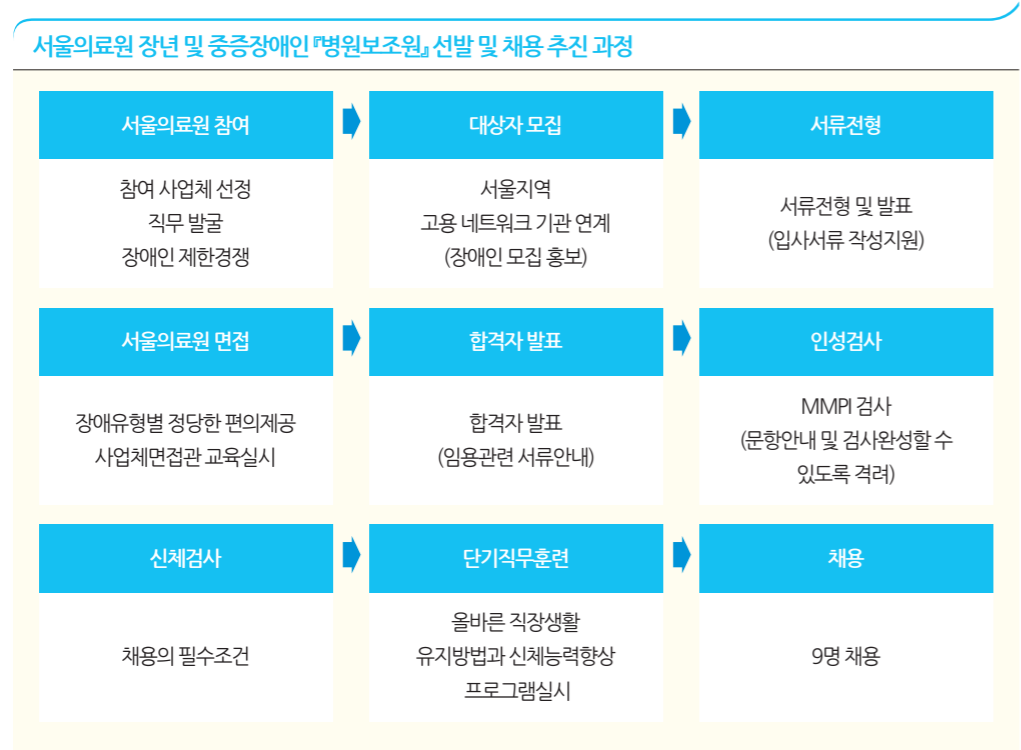 서울의료원 장년 및 중증장애인 『병원보조원』 선발 및 채용 추진 과정
서울의료원 참여
참여 사업체 선정
직무 발굴
장애인 제한경쟁
대상자 모집
서울지역
고용 네트워크 기관 연계
(장애인 모집 홍보)
서류전형
서류전형 및 발표
(입사서류 작성지원)
서울의료원 면접
장애유형별 정당한 편의제공
사업체면접관 교육실시
합격자 발표
합격자 발표
(임용관련 서류안내)
인성검사
MMPI 검사
(문항안내 및 검사완성할 수
있도록 격려)
신체검사
채용의 필수조건
단기직무훈련
올바른 직장생활
유지방법과 신체능력향상
프로그램실시
채용
9명 채용